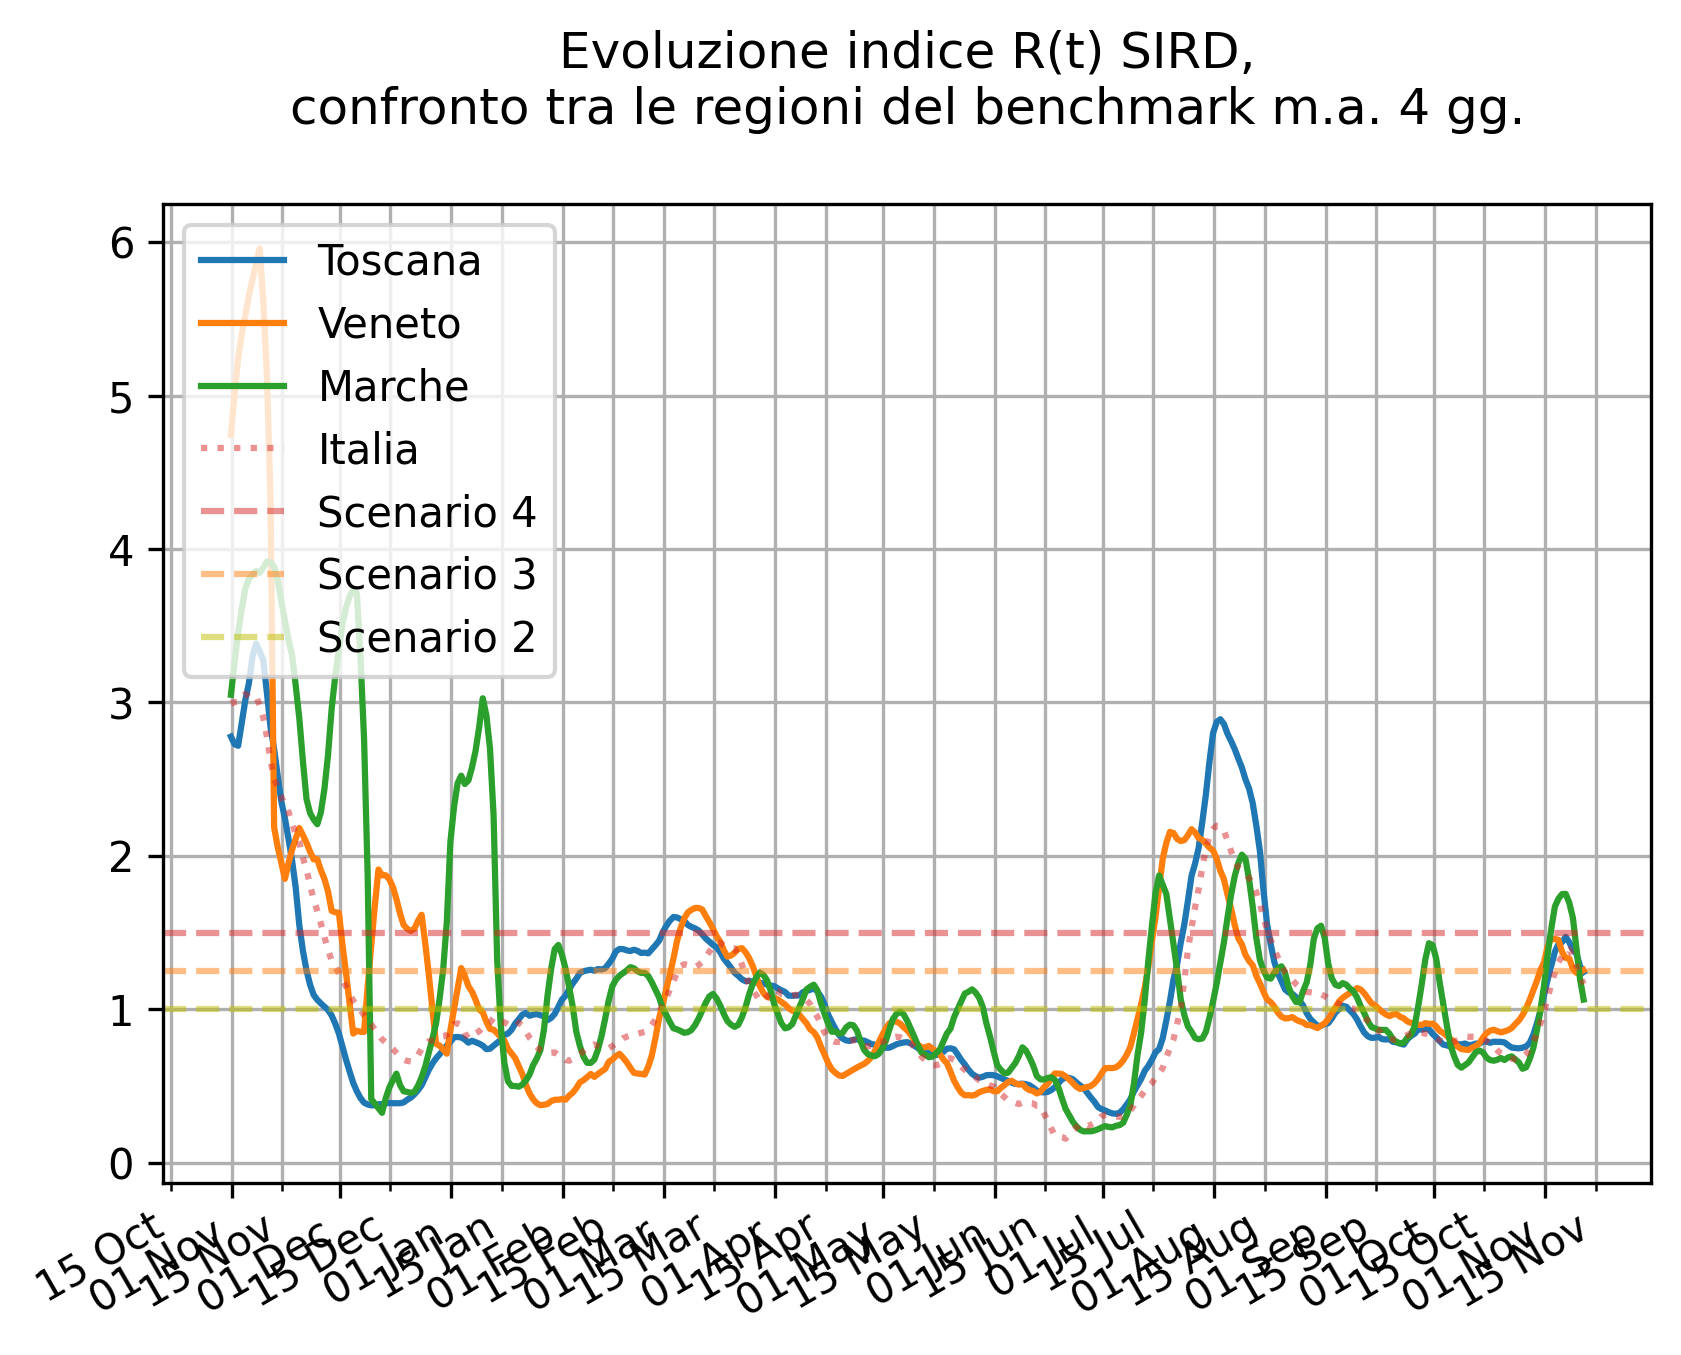 Evoluzione indice R(t) SIRD,
confronto tra le regioni del benchmark m.a. 4 gg.
6
5
4
3
2
1
0
Toscana
Veneto
Marche
Italia
Scenario 4
Scenario 3
Scenario 2
15 Oct
01 Nov
15 Nov
01 Dec
15 Dec
01 Jan
15 Jan
01 Feb
15 Feb
01 Mar
15 Mar
01 Apr
15 Apr
01 May
15 May
01 Jun
15 Jun
01 Jul
15 Jul
01 Aug
15 Aug
01 Sep
15 Sep
01 Oct
15 Oct
01 Nov
15 Nov